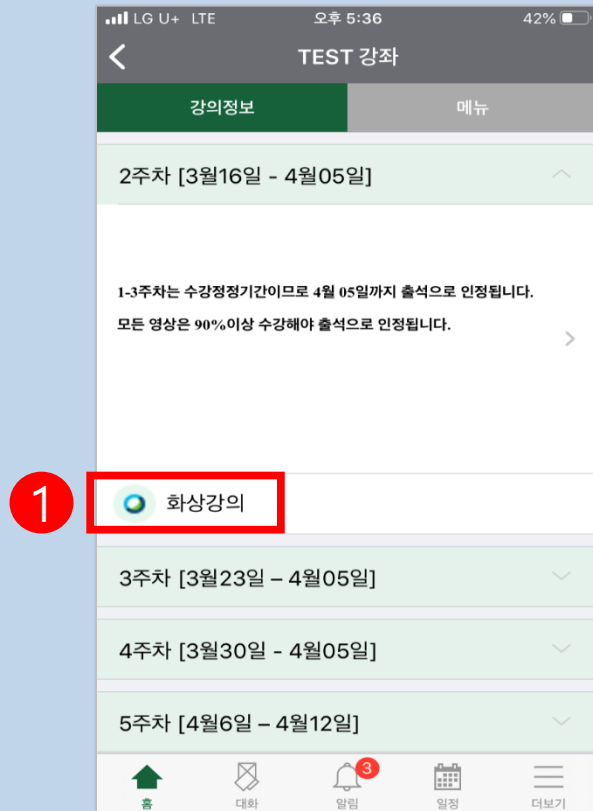 LG U+ LTE 오후 5:36 42%
TEST 강좌
강의정보 메뉴
2주차 [3월16일 - 4월05일]
1-3주차는 수강정정기간이므로 4월 05일까지 출석으로 인정됩니다.
모든 영상은 90%이상 수강해야 출석으로 인정됩니다.
1 화상강의
3주차 [3월23일 – 4월05일]
4주차 [3월30일 - 4월05일]
5주차 [4월6일 – 4월12일]
3
홈 대화 알림 일정 더보기